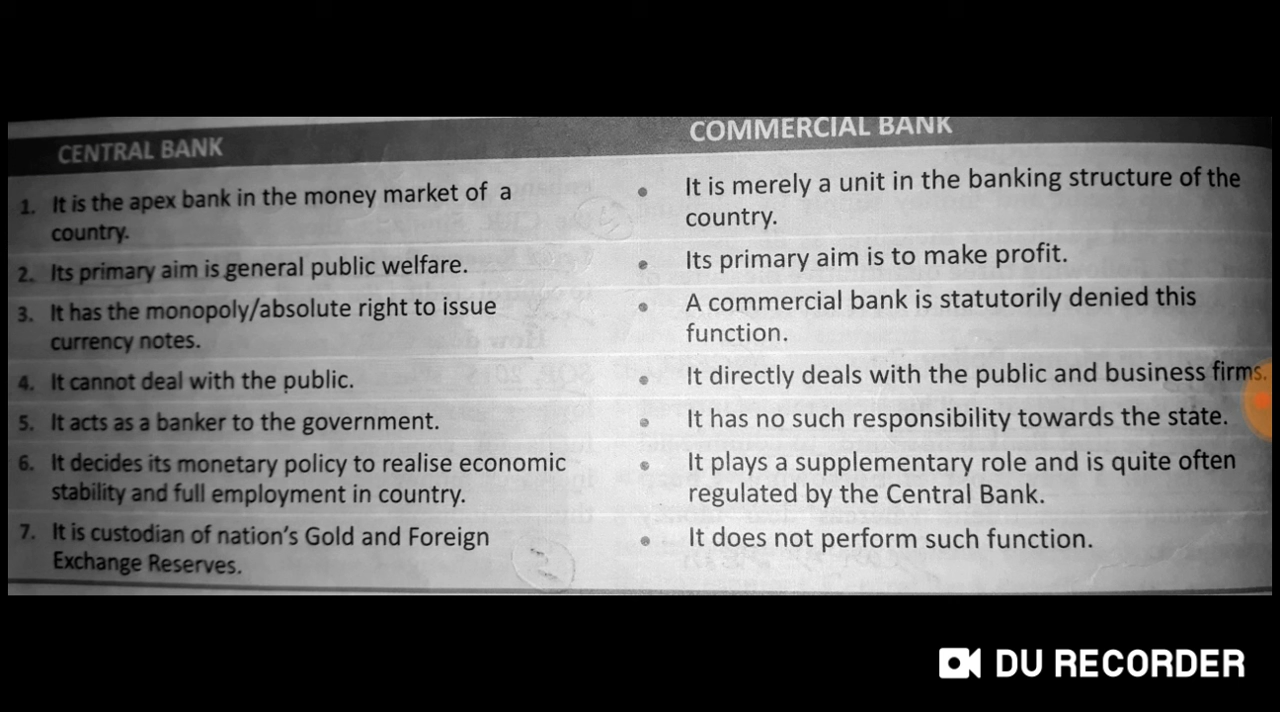 CENTRAL BANK
COMMERCIAL BANK
1. It is the apex bank in the money market of a
country.
• It is merely a unit in the banking structure of the
country.
2. Its primary aim is general public welfare.
• Its primary aim is to make profit.
3. It has the monopoly/absolute right to issue
currency notes.
• A commercial bank is statutorily denied this
function.
4. It cannot deal with the public.
• It directly deals with the public and business firms.
5. It acts as a banker to the government.
• It has no such responsibility towards the state.
6. It decides its monetary policy to realise economic
stability and full employment in country.
• It plays a supplementary role and is quite often
regulated by the Central Bank.
7. It is custodian of nation's Gold and Foreign
Exchange Reserves.
• It does not perform such function.
DU RECORDER